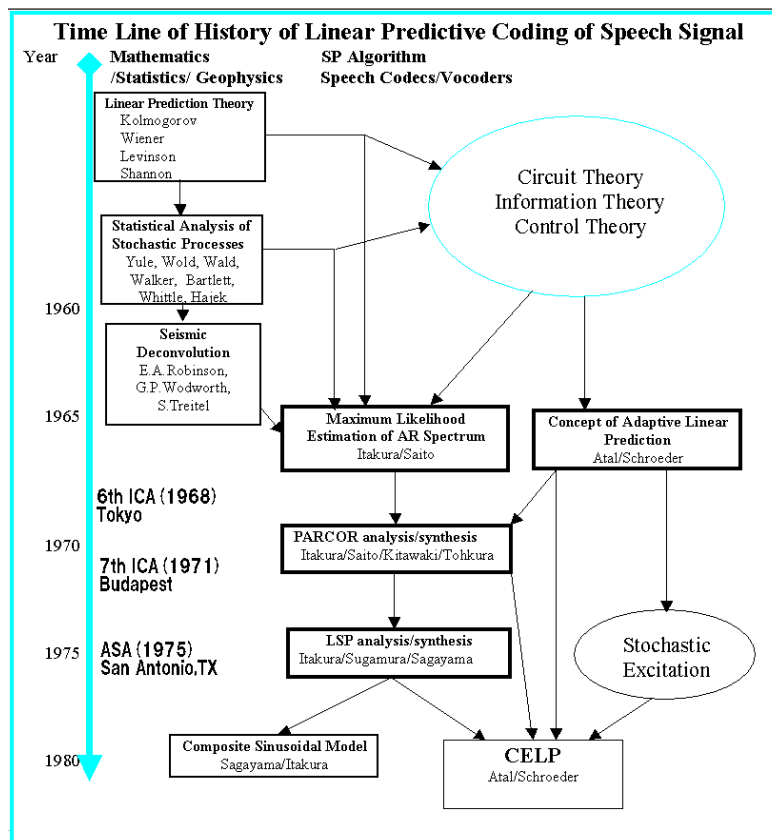 Time Line of History of Linear Predictive Coding of Speech Signal
Year
Mathematics
/Statistics/ Geophysics
SP Algorithm
Speech Codecs/Vocoders
Linear Prediction Theory
Kolmogorov
Wiener
Levinson
Shannon
Circuit Theory
Information Theory
Control Theory
Statistical Analysis of
Stochastic Processes
Yule, Wold, Wald,
Walker, Bartlett,
Whittle, Hajek
1960
Seismic
Deconvolution
E.A.Robinson,
G.P.Wodworth,
S.Treitel
1965
Maximum Likelihood
Estimation of AR Spectrum
Itakura/Saito
Concept of Adaptive Linear
Prediction
Atal/Schroeder
6th ICA (1968)
Tokyo
1970
PARCOR analysis/synthesis
Itakura/Saito/Kitawaki/Tohkura
7th ICA (1971)
Budapest
1975
ASA (1975)
San Antonio,TX
LSP analysis/synthesis
Itakura/Sugamura/Sagayama
Stochastic
Excitation
1980
Composite Sinusoidal Model
Sagayama/Itakura
CELP
Atal/Schroeder